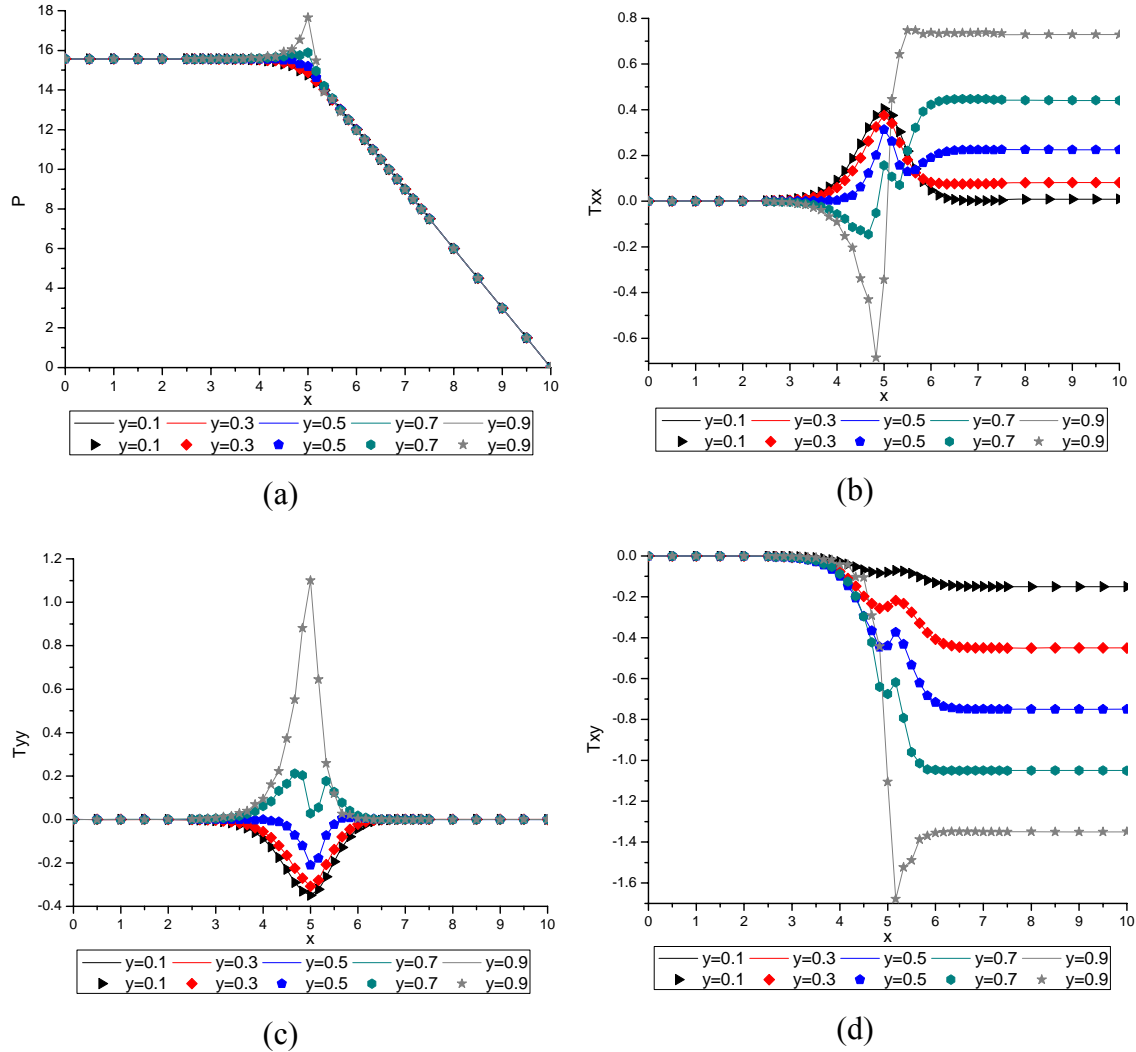 18
16
14
12
10
8
6
4
2
0
P
0 1 2 3 4 5 6 7 8 9 10
x
y=0.1 y=0.3 y=0.5 y=0.7 y=0.9
y=0.1 y=0.3 y=0.5 y=0.7 y=0.9
(a)
0.8
0.6
0.4
0.2
0.0
-0.2
-0.4
-0.6
Txx
0 1 2 3 4 5 6 7 8 9 10
x
y=0.1 y=0.3 y=0.5 y=0.7 y=0.9
y=0.1 y=0.3 y=0.5 y=0.7 y=0.9
(b)
1.2
1.0
0.8
0.6
0.4
0.2
0.0
-0.2
-0.4
Tyy
0 1 2 3 4 5 6 7 8 9 10
x
y=0.1 y=0.3 y=0.5 y=0.7 y=0.9
y=0.1 y=0.3 y=0.5 y=0.7 y=0.9
(c)
0.0
-0.2
-0.4
-0.6
-0.8
-1.0
-1.2
-1.4
-1.6
Txy
0 1 2 3 4 5 6 7 8 9 10
x
y=0.1 y=0.3 y=0.5 y=0.7 y=0.9
y=0.1 y=0.3 y=0.5 y=0.7 y=0.9
(d)